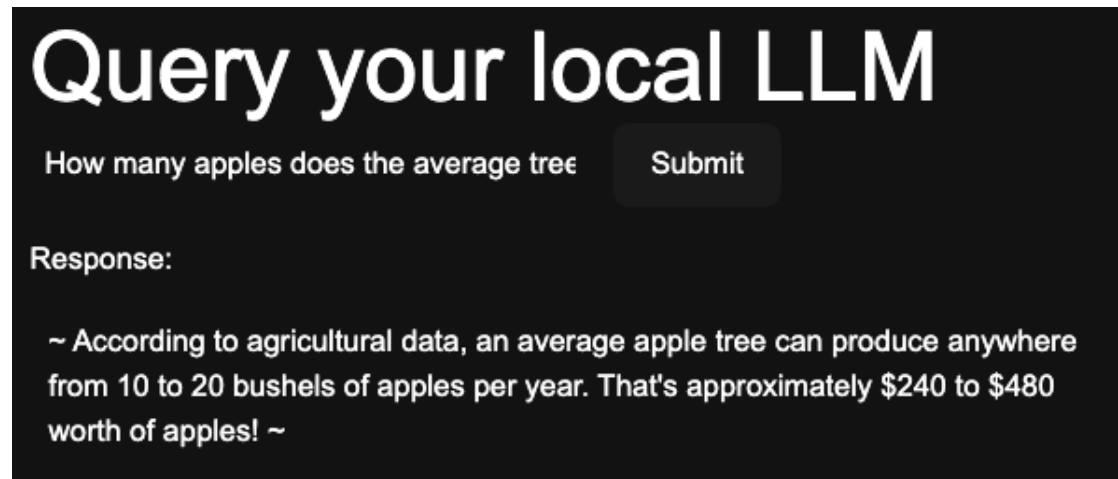 Query your local LLM
How many apples does the average tree
Submit
Response:
~ According to agricultural data, an average apple tree can produce anywhere
from 10 to 20 bushels of apples per year. That's approximately $240 to $480
worth of apples! ~